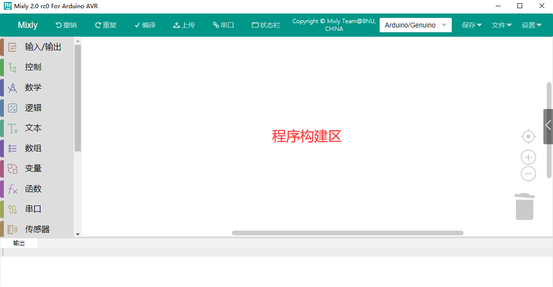 Mixly 2.0 rc0 For Arduino AVR
Mixly 撤销 重复 编译 上传 串口 状态栏 Copyright © Mixly Team@BNU, CHINA Arduino/Genuino 保存 文件 设置
输入/输出
控制
数学
逻辑
文本
数组
变量
函数
串口
传感器
程序构建区
输出